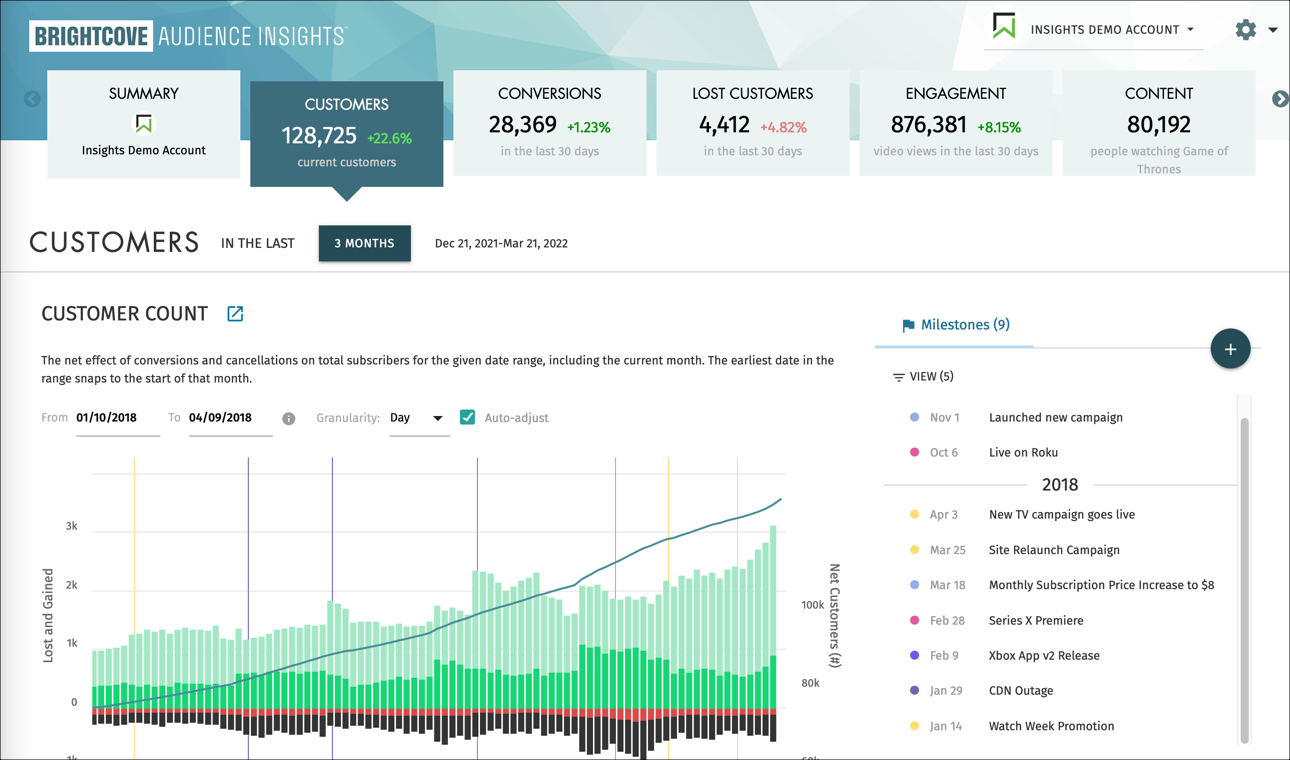 BRIGHTCOVE AUDIENCE INSIGHTS™
INSIGHTS DEMO ACCOUNT
SUMMARY
Insights Demo Account
CUSTOMERS
128,725 +22.6%
current customers
CONVERSIONS
28,369 +1.23%
in the last 30 days
LOST CUSTOMERS
4,412 +4.82%
in the last 30 days
ENGAGEMENT
876,381 +8.15%
video views in the last 30 days
CONTENT
80,192
people watching Game of
Thrones
CUSTOMERS IN THE LAST 3 MONTHS Dec 21, 2021-Mar 21, 2022
CUSTOMER COUNT
The net effect of conversions and cancellations on total subscribers for the given date range, including the current month. The earliest date in the
range snaps to the start of that month.
From 01/10/2018 To 04/09/2018 Granularity: Day Auto-adjust
Lost and Gained
3k
2k
1k
0
1k
Net Customers (#)
100k
80k
60k
Milestones (9)
+
VIEW (5)
Nov 1 Launched new campaign
Oct 6 Live on Roku
2018
Apr 3 New TV campaign goes live
Mar 25 Site Relaunch Campaign
Mar 18 Monthly Subscription Price Increase to $8
Feb 28 Series X Premiere
Feb 9 Xbox App v2 Release
Jan 29 CDN Outage
Jan 14 Watch Week Promotion